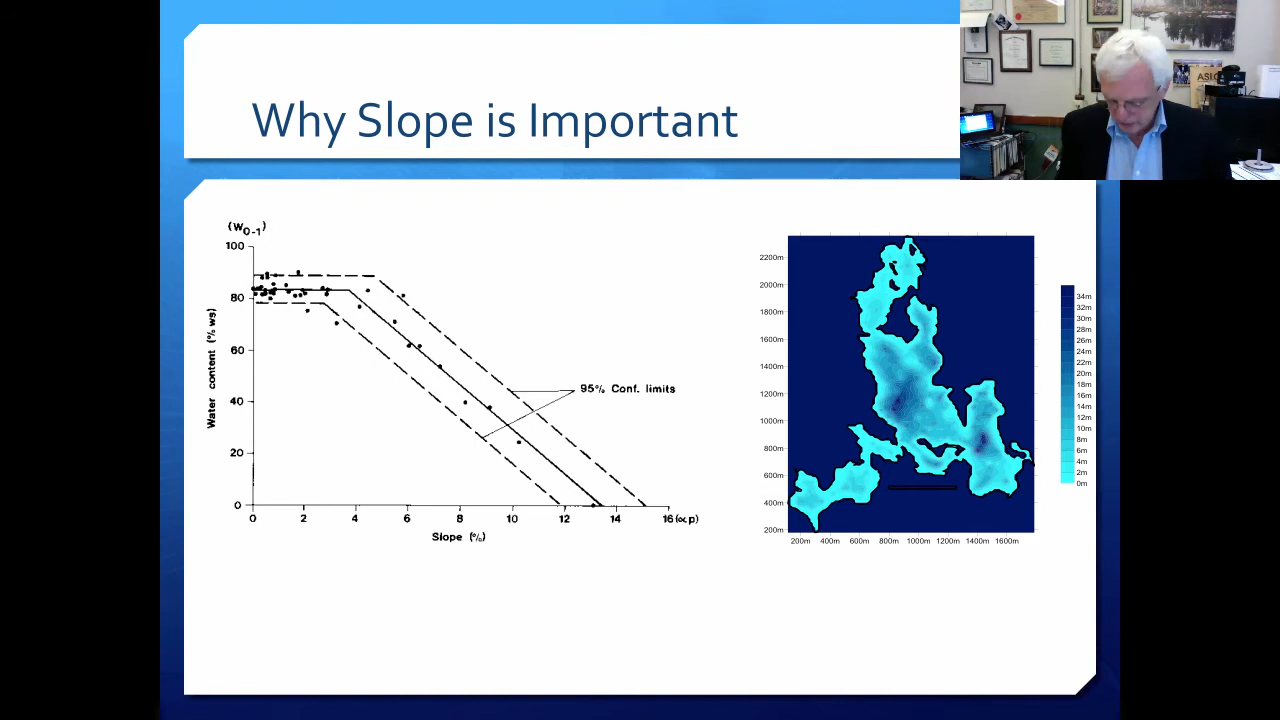 Why Slope is Important
ASIC
(W0-1)
100
80
60
40
20
0
Water content (% ws)
0 2 4 6 8 10 12 14 16 (α,p)
Slope (%)
95% Conf. limits
2200m
2000m
1800m
1600m
1400m
1200m
1000m
800m
600m
400m
200m
200m 400m 600m 800m 1000m 1200m 1400m 1600m
34m
32m
30m
28m
26m
24m
22m
20m
18m
16m
14m
12m
10m
8m
6m
4m
2m
0m